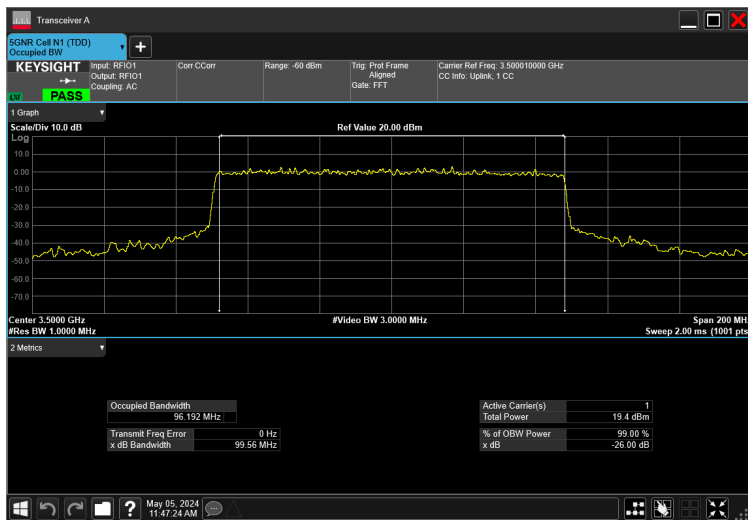 Transceiver A
5GNR Cell N1 (TDD)
Occupied BW
KEYSIGHT
LXI
PASS
Input: RFIO1
Output: RFIO1
Coupling: AC
Corr CCorr
Range: -60 dBm
Trig: Prot Frame
Aligned
Gate: FFT
Carrier Ref Freq: 3.500010000 GHz
CC Info: Uplink, 1 CC
1 Graph
Scale/Div 10.0 dB
Ref Value 20.00 dBm
Log
10.0
0.00
-10.0
-20.0
-30.0
-40.0
-50.0
-60.0
-70.0
Center 3.5000 GHz
#Video BW 3.0000 MHz
Span 200 MH
#Res BW 1.0000 MHz
Sweep 2.00 ms (1001 pts
2 Metrics
Occupied Bandwidth
96.192 MHz
Transmit Freq Error 0 Hz
x dB Bandwidth 99.56 MHz
Active Carrier(s) 1
Total Power 19.4 dBm
% of OBW Power 99.00 %
x dB -26.00 dB
May 05, 2024
11:47:24 AM